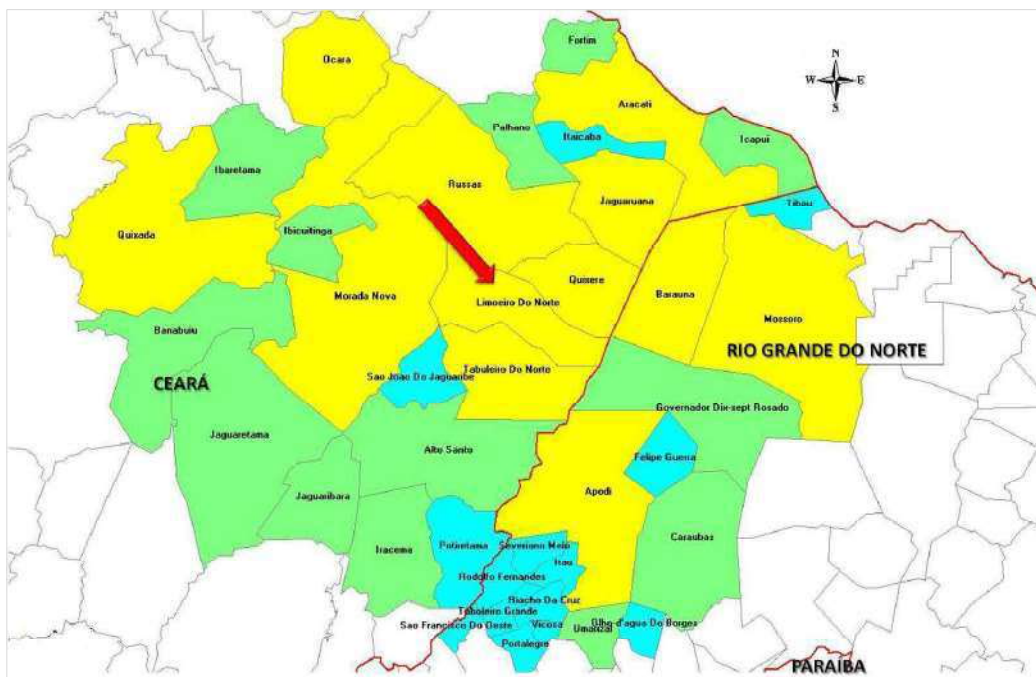 Ocara
Fortim
N
W E
S
Aracati
Palhano
Itaicaba
Icapui
Ibaretama
Russas
Jaguaruana
Tibau
Quixada
Ibicuitinga
Quixere
Morada Nova
Limoeiro Do Norte
Barauna
Mossoro
Banabuiu
RIO GRANDE DO NORTE
CEARÁ
Sao Joao Do Jaguaribe
Tabuleiro Do Norte
Governador Dix-sept Rosado
Jaguaretama
Alto Santo
Felipe Guerra
Jaguaribara
Apodi
Caraubas
Iracema
Potiretama
Severiano Melo
Itau
Rodolfo Fernandes
Riacho Da Cruz
Taboleiro Grande
Sao Francisco Do Oeste
Vicosa
Umarizal
Olho-d'agua Do Borges
Portalegre
PARAÍBA